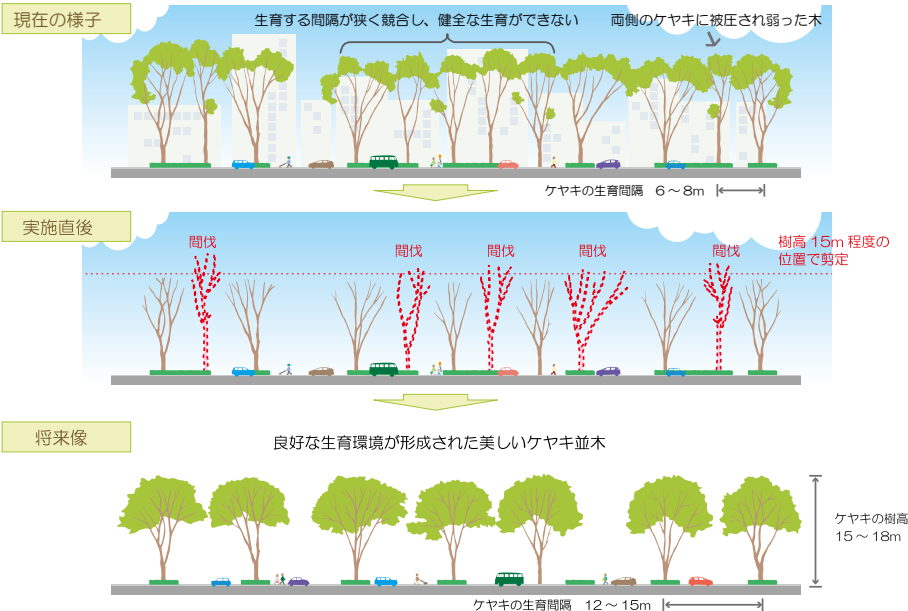 現在の様子
生育する間隔が狭く競合し、健全な生育ができない
両側のケヤキに被圧され弱った木
ケヤキの生育間隔 6～8m
実施直後
間伐
間伐
間伐
間伐
間伐
樹高15m程度の
位置で剪定
将来像
良好な生育環境が形成された美しいケヤキ並木
ケヤキの樹高
15～18m
ケヤキの生育間隔 12～15m